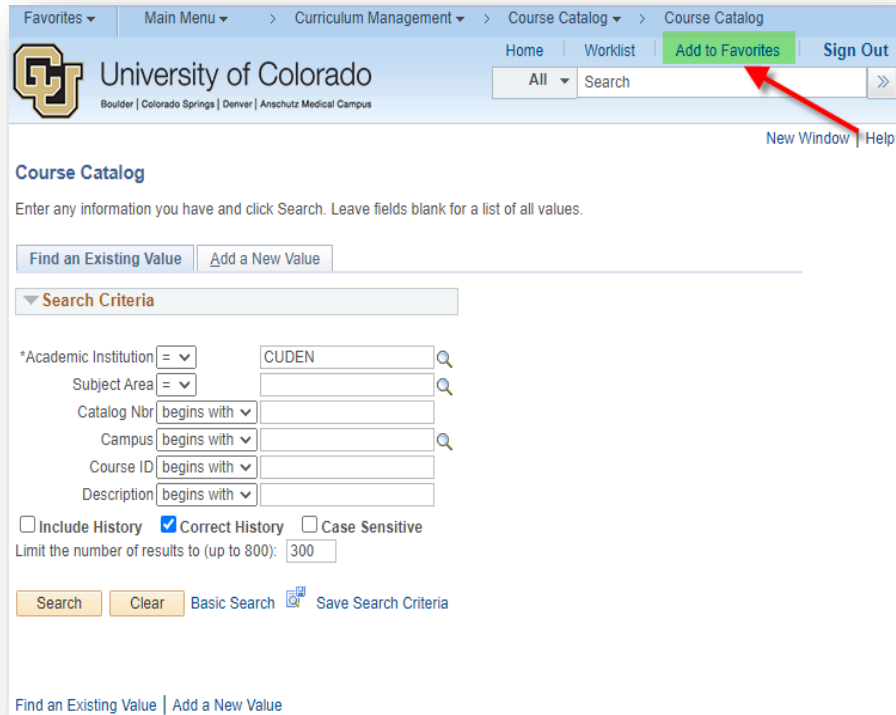 Favorites Main Menu > Curriculum Management > Course Catalog > Course Catalog
Home Worklist Add to Favorites Sign Out
CU University of Colorado
Boulder | Colorado Springs | Denver | Anschutz Medical Campus
All Search »
New Window | Help
Course Catalog
Enter any information you have and click Search. Leave fields blank for a list of all values.
Find an Existing Value Add a New Value
Search Criteria
*Academic Institution = CUDEN
Subject Area =
Catalog Nbr begins with
Campus begins with
Course ID begins with
Description begins with
Include History Correct History Case Sensitive
Limit the number of results to (up to 800): 300
Search Clear Basic Search Save Search Criteria
Find an Existing Value | Add a New Value